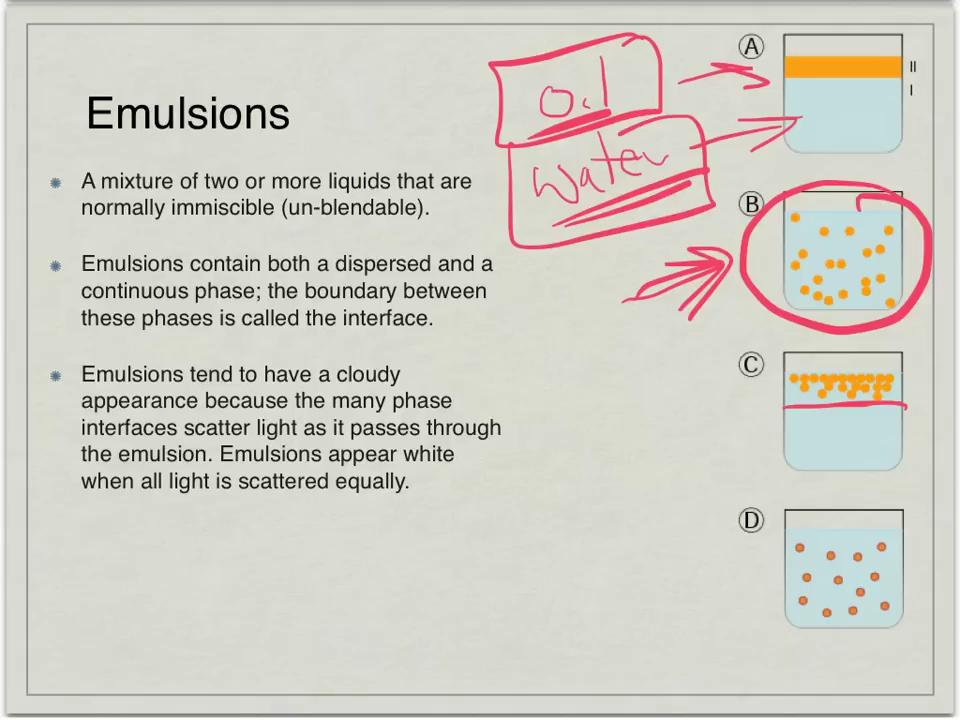 Emulsions
A mixture of two or more liquids that are
normally immiscible (un-blendable).
Emulsions contain both a dispersed and a
continuous phase; the boundary between
these phases is called the interface.
Emulsions tend to have a cloudy
appearance because the many phase
interfaces scatter light as it passes through
the emulsion. Emulsions appear white
when all light is scattered equally.
Oil
Water
A
II
I
B
C
D